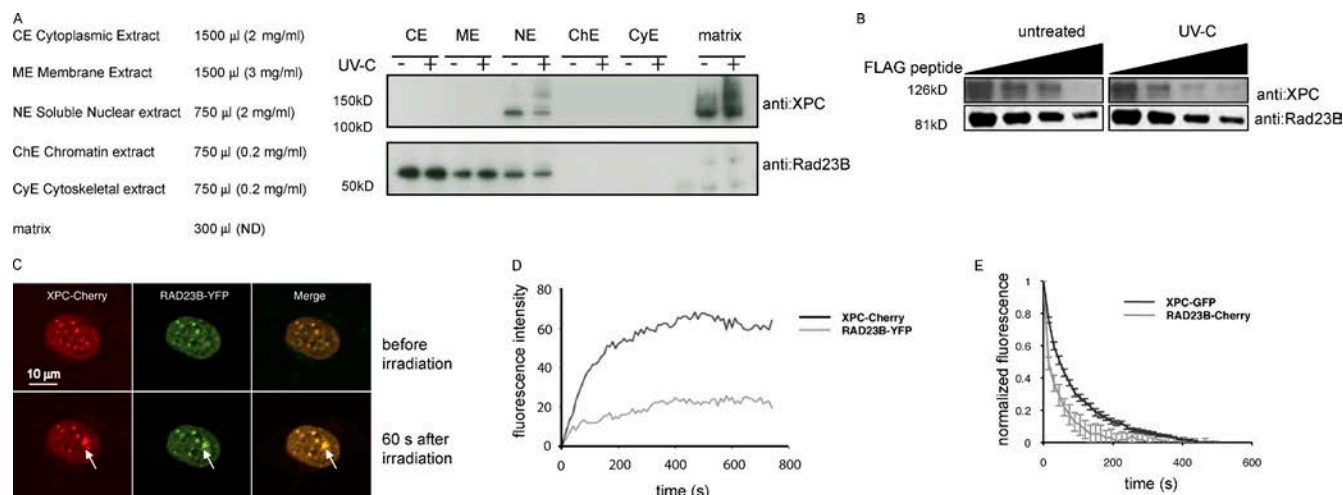 A
CE Cytoplasmic Extract 1500 µl (2 mg/ml)
ME Membrane Extract 1500 µl (3 mg/ml)
NE Soluble Nuclear extract 750 µl (2 mg/ml)
ChE Chromatin extract 750 µl (0.2 mg/ml)
CyE Cytoskeletal extract 750 µl (0.2 mg/ml)
matrix 300 µl (ND)
CE ME NE ChE CyE matrix
UV-C - + - + - + - + - + - +
150kD
100kD
anti:XPC
50kD
anti:Rad23B
B
untreated UV-C
FLAG peptide
126kD anti:XPC
81kD anti:Rad23B
C
XPC-Cherry RAD23B-YFP Merge
before
irradiation
10 µm
60 s after
irradiation
D
fluorescence intensity
80
60
40
20
0
0 200 400 600 800
time (s)
XPC-Cherry
RAD23B-YFP
E
normalized fluorescence
1
0.8
0.6
0.4
0.2
0
0 200 400 600
time (s)
XPC-GFP
RAD23B-Cherry